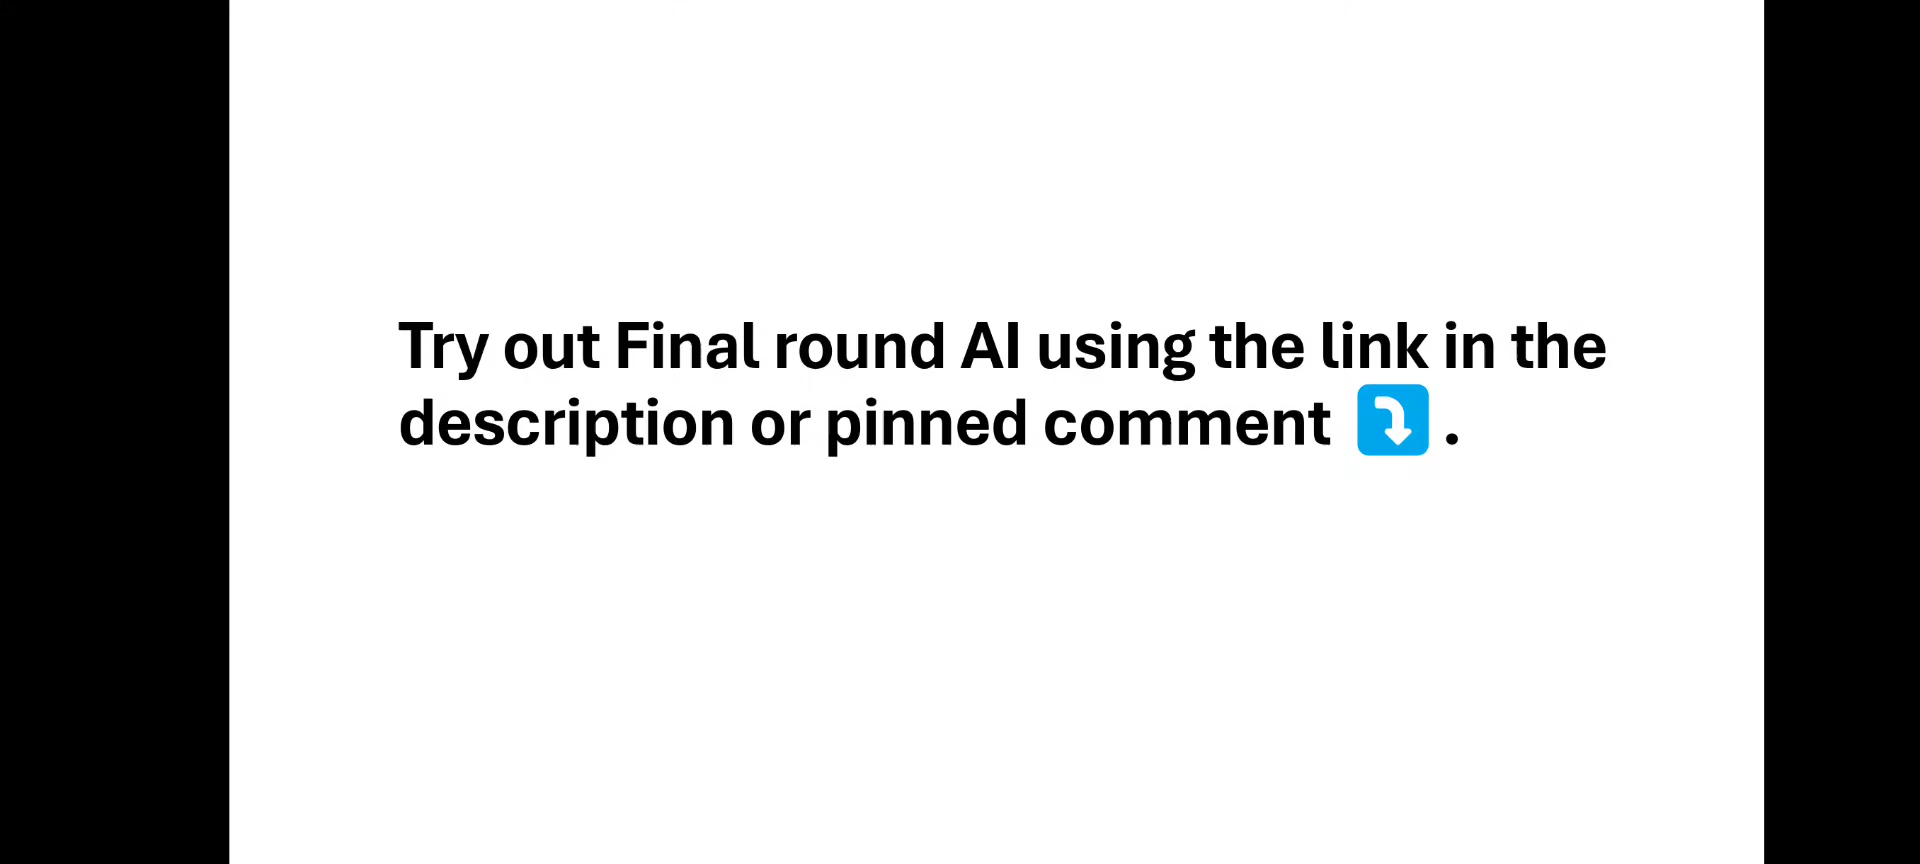 Try out Final round AI using the link in the
description or pinned comment ⤵️ .